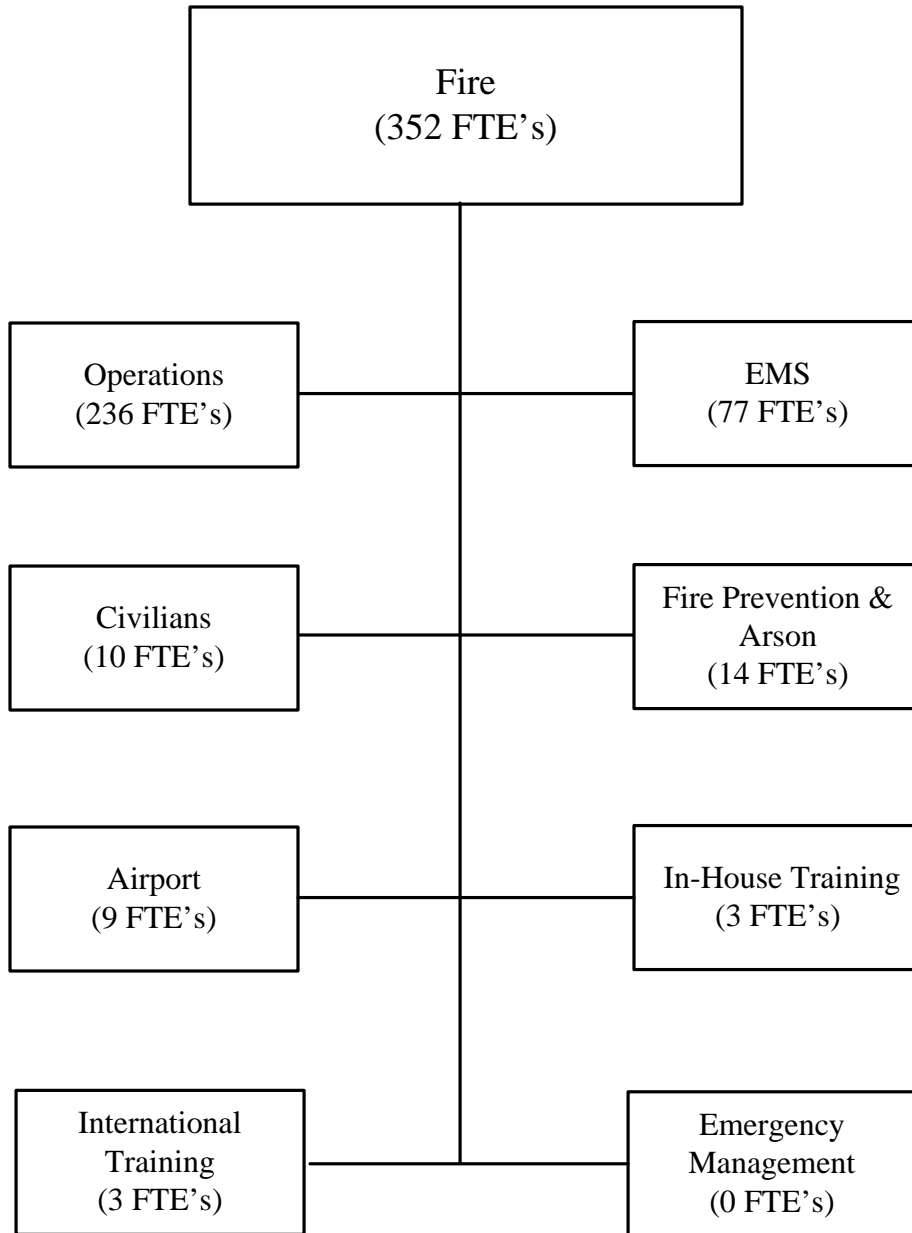 Fire
(352 FTE’s)
Operations
(236 FTE’s)
EMS
(77 FTE’s)
Civilians
(10 FTE’s)
Fire Prevention &
Arson
(14 FTE’s)
Airport
(9 FTE’s)
In-House Training
(3 FTE’s)
International
Training
(3 FTE’s)
Emergency
Management
(0 FTE’s)